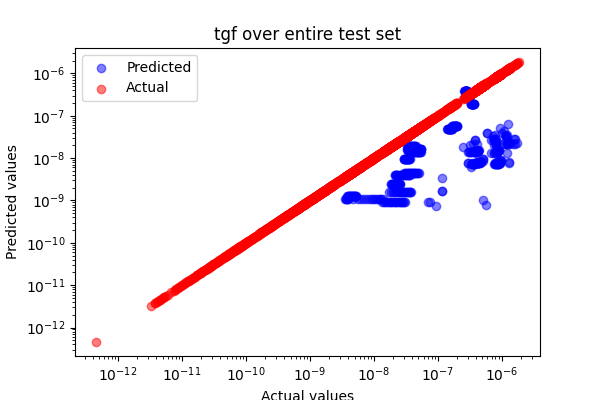 tgf over entire test set
Predicted
Actual
Predicted values
10⁻⁶
10⁻⁷
10⁻⁸
10⁻⁹
10⁻¹⁰
10⁻¹¹
10⁻¹²
10⁻¹² 10⁻¹¹ 10⁻¹⁰ 10⁻⁹ 10⁻⁸ 10⁻⁷ 10⁻⁶
Actual values